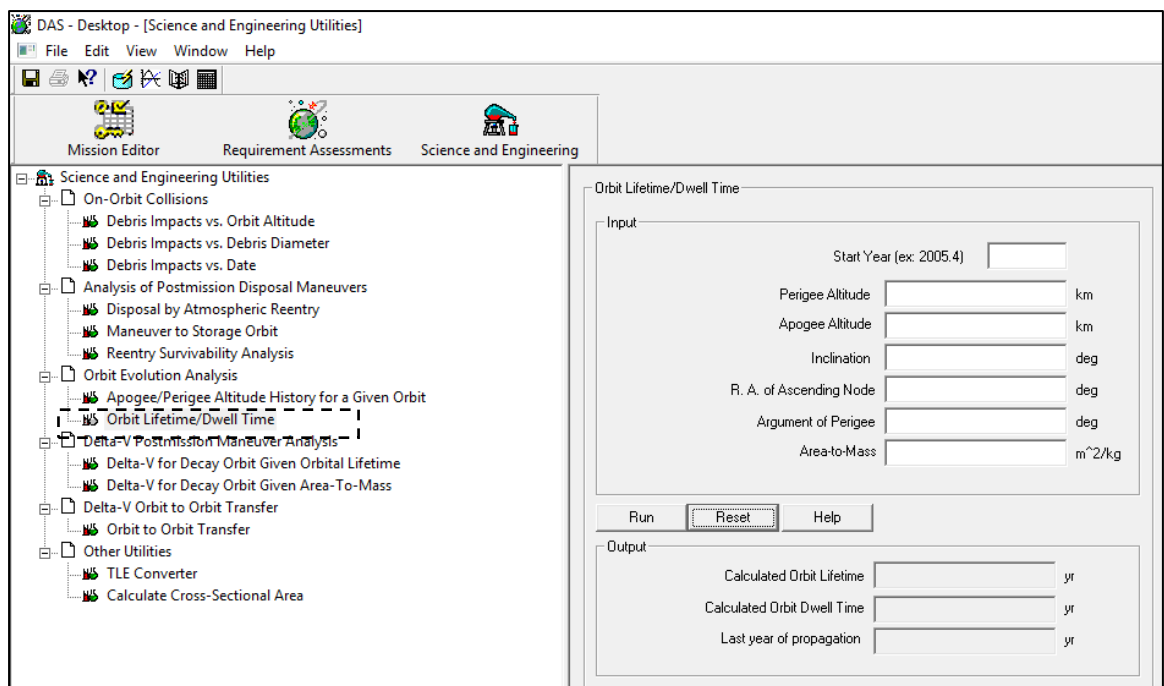 DAS - Desktop - [Science and Engineering Utilities]
File Edit View Window Help
Mission Editor Requirement Assessments Science and Engineering
Science and Engineering Utilities
On-Orbit Collisions
Debris Impacts vs. Orbit Altitude
Debris Impacts vs. Debris Diameter
Debris Impacts vs. Date
Analysis of Postmission Disposal Maneuvers
Disposal by Atmospheric Reentry
Maneuver to Storage Orbit
Reentry Survivability Analysis
Orbit Evolution Analysis
Apogee/Perigee Altitude History for a Given Orbit
Orbit Lifetime/Dwell Time
Delta-V Postmission Maneuver Analysis
Delta-V for Decay Orbit Given Orbital Lifetime
Delta-V for Decay Orbit Given Area-To-Mass
Delta-V Orbit to Orbit Transfer
Orbit to Orbit Transfer
Other Utilities
TLE Converter
Calculate Cross-Sectional Area
Orbit Lifetime/Dwell Time
Input
Start Year (ex: 2005.4)
Perigee Altitude km
Apogee Altitude km
Inclination deg
R. A. of Ascending Node deg
Argument of Perigee deg
Area-to-Mass m^2/kg
Run Reset Help
Output
Calculated Orbit Lifetime yr
Calculated Orbit Dwell Time yr
Last year of propagation yr